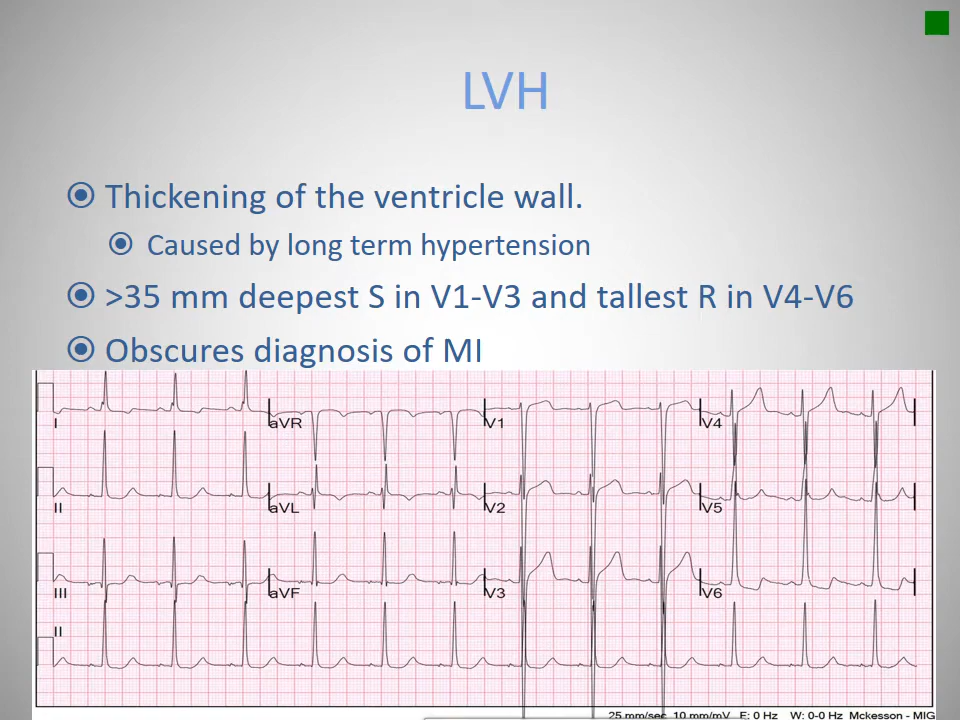 LVH
Thickening of the ventricle wall.
Caused by long term hypertension
>35 mm deepest S in V1-V3 and tallest R in V4-V6
Obscures diagnosis of MI
I aVR V1 V4
II aVL V2 V5
III aVF V3 V6
II
25 mm/sec 10 mm/mV F: 0 Hz W: 0-0 Hz Mckesson - MIG